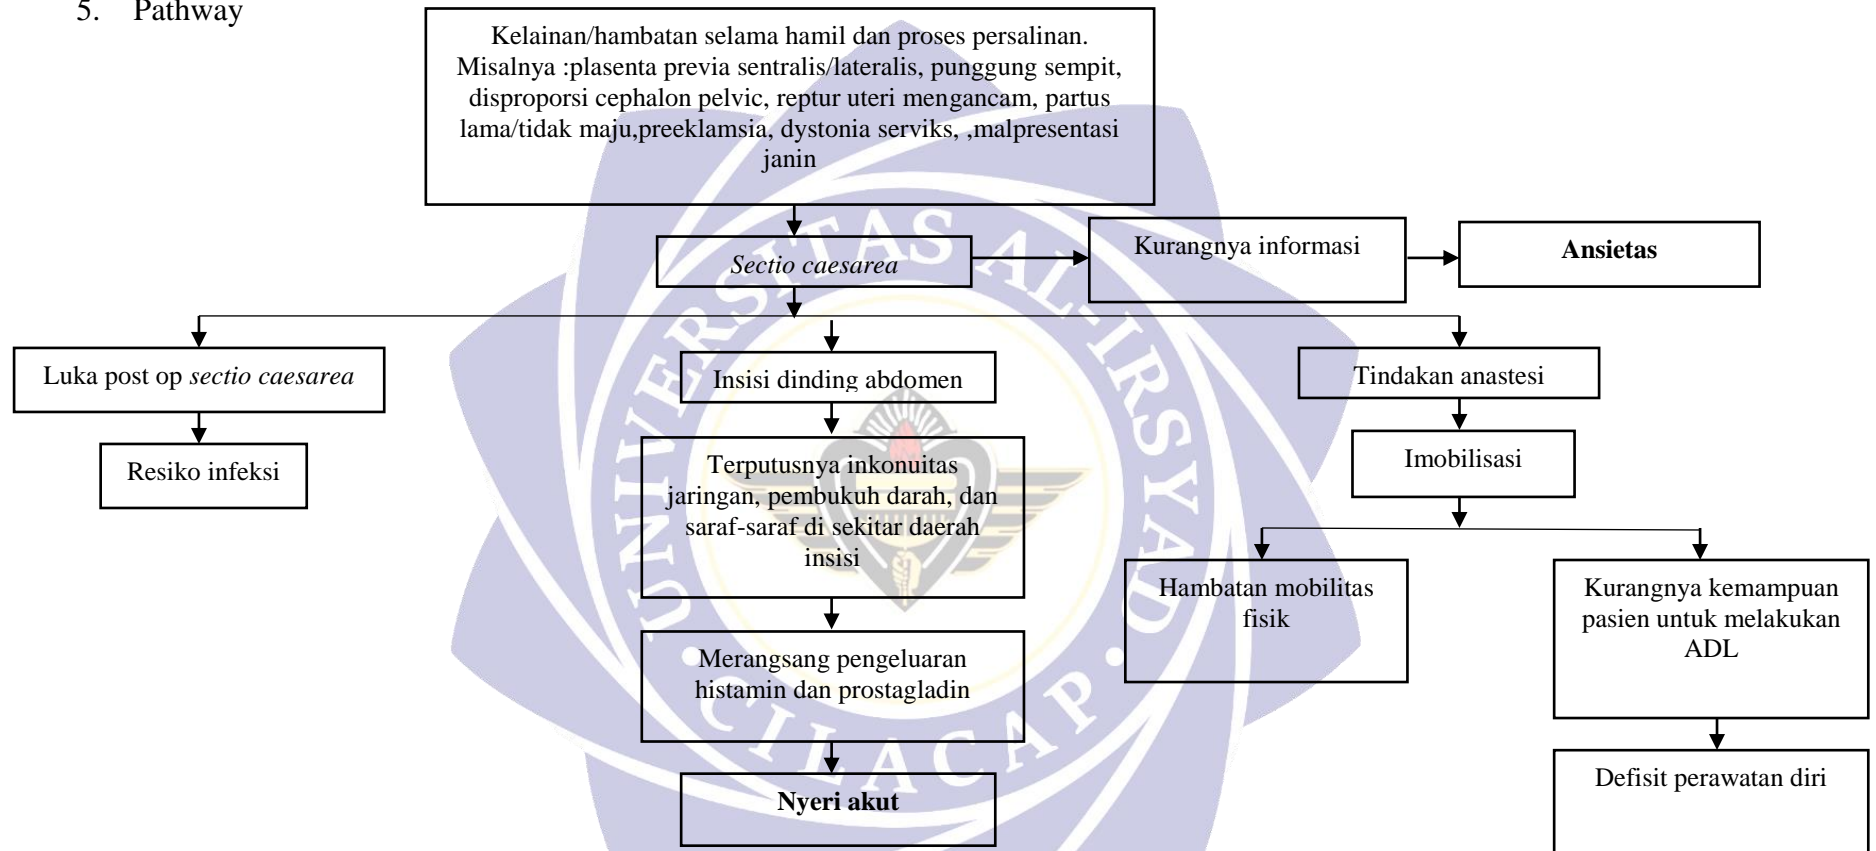 5. Pathway
Kelainan/hambatan selama hamil dan proses persalinan.
Misalnya :plasenta previa sentralis/lateralis, punggung sempit,
disproporsi cephalon pelvic, reptur uteri mengancam, partus
lama/tidak maju,preeklamsia, dystonia serviks, ,malpresentasi
janin
Sectio caesarea
Kurangnya informasi
Ansietas
Luka post op sectio caesarea
Insisi dinding abdomen
Tindakan anastesi
Resiko infeksi
Terputusnya inkonuitas
jaringan, pembukuh darah, dan
saraf-saraf di sekitar daerah
insisi
Imobilisasi
Merangsang pengeluaran
histamin dan prostagladin
Hambatan mobilitas
fisik
Kurangnya kemampuan
pasien untuk melakukan
ADL
Nyeri akut
Defisit perawatan diri
UNIVERSITAS AL-IRSYAD
CILACAP